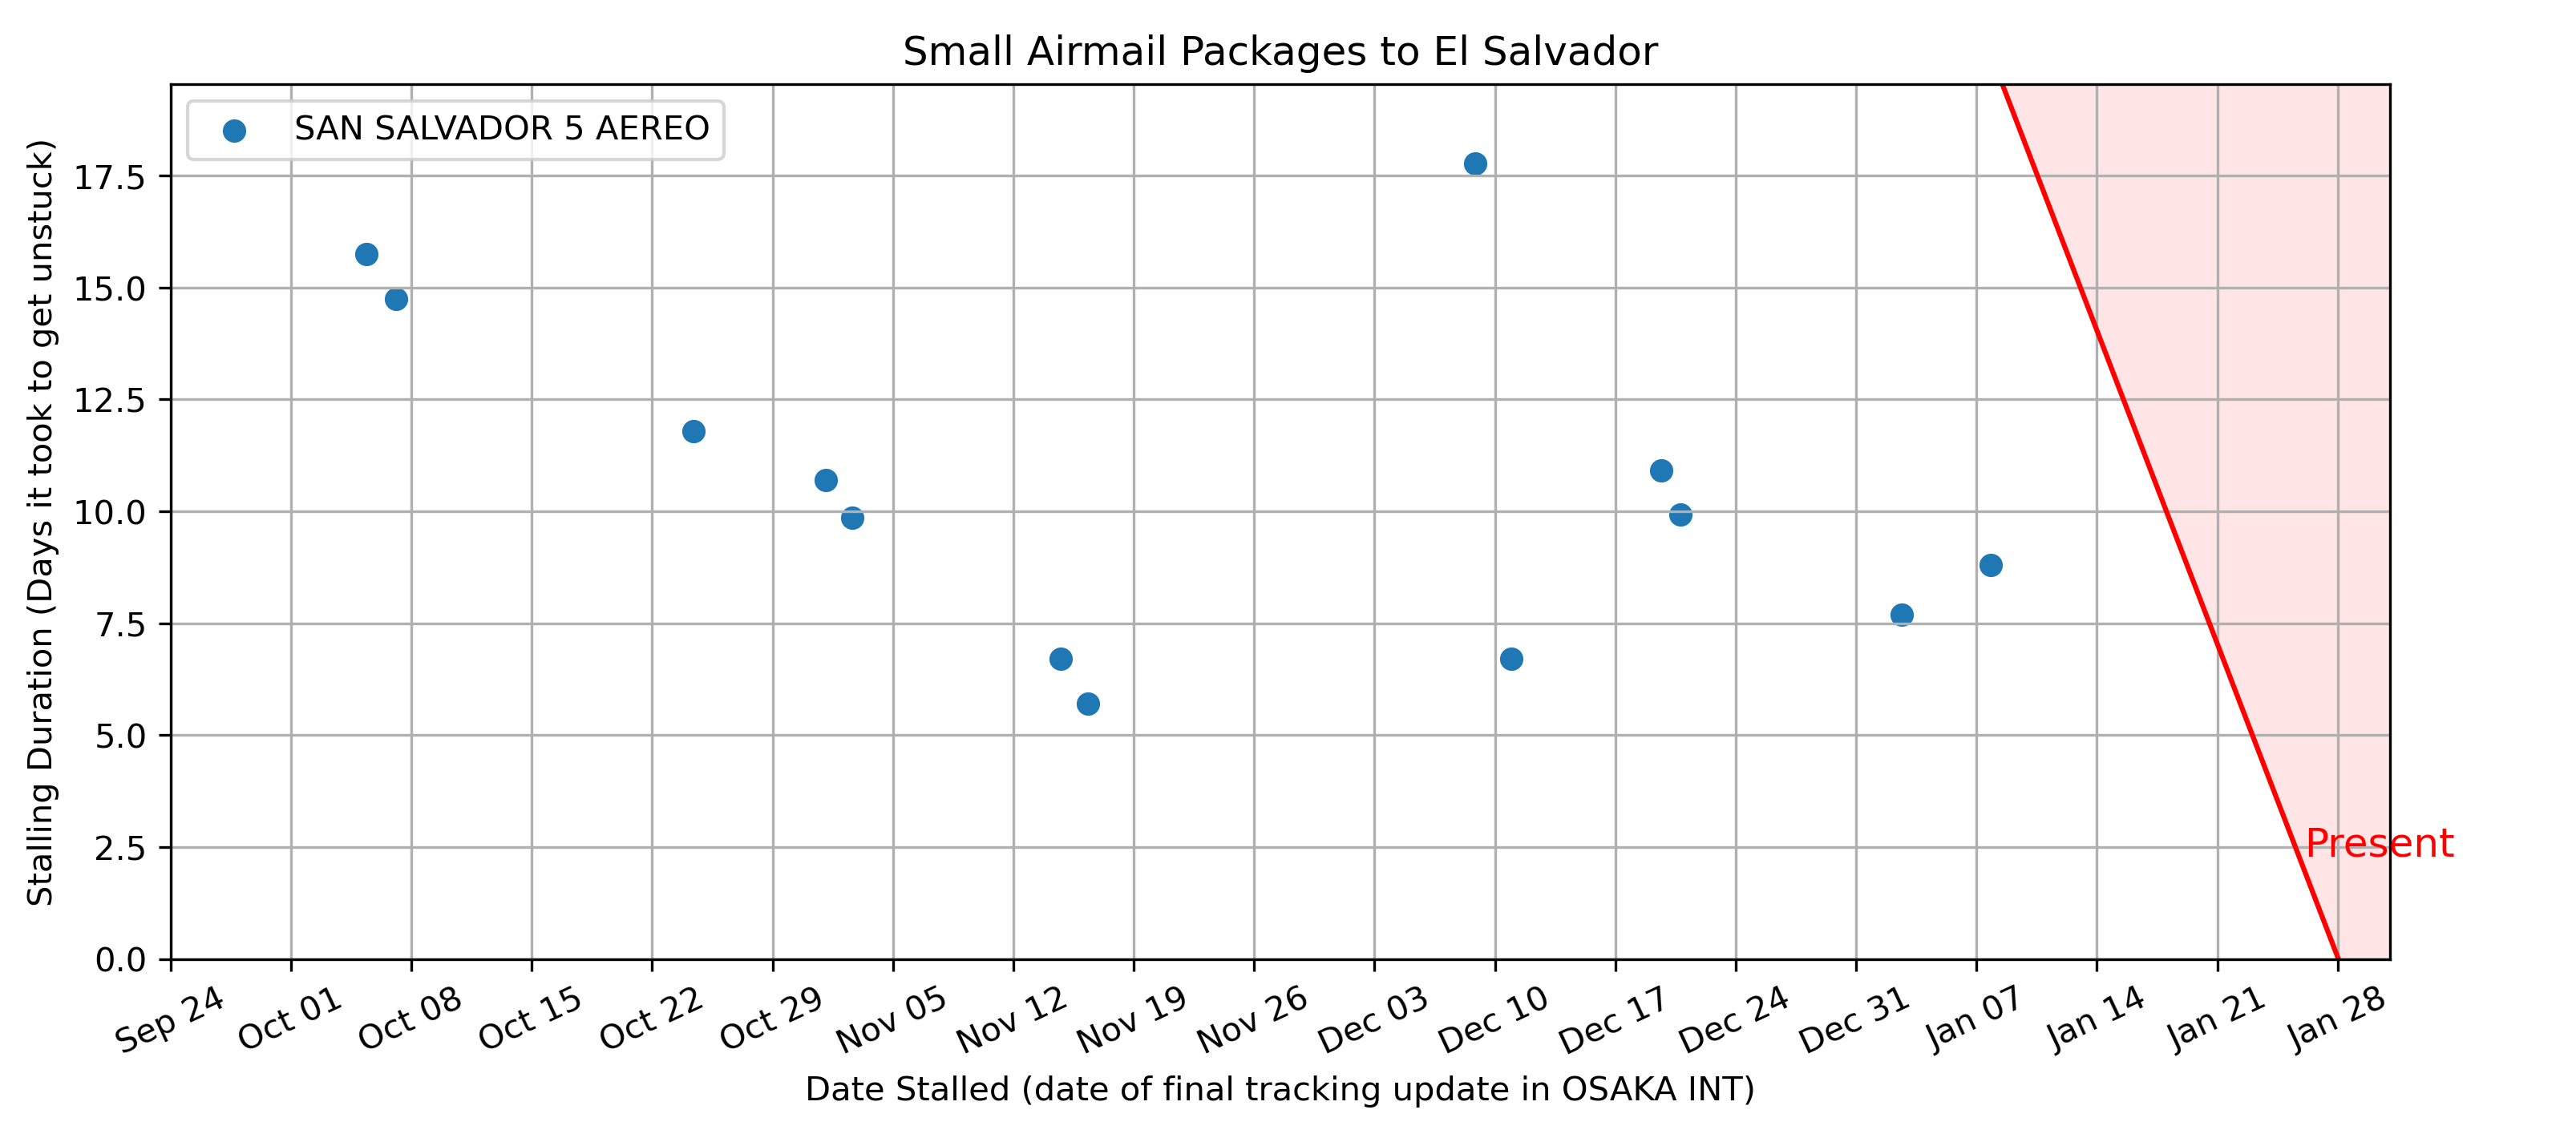 Small Airmail Packages to El Salvador
SAN SALVADOR 5 AEREO
Stalling Duration (Days it took to get unstuck)
17.5
15.0
12.5
10.0
7.5
5.0
2.5
0.0
Present
Sep 24
Oct 01
Oct 08
Oct 15
Oct 22
Oct 29
Nov 05
Nov 12
Nov 19
Nov 26
Dec 03
Dec 10
Dec 17
Dec 24
Dec 31
Jan 07
Jan 14
Jan 21
Jan 28
Date Stalled (date of final tracking update in OSAKA INT)